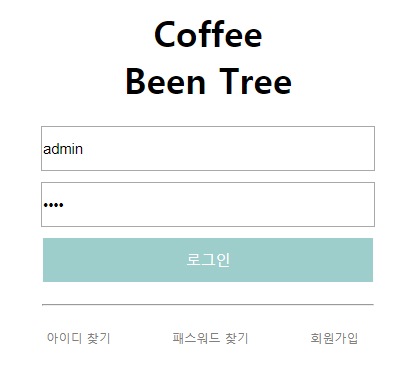 Coffee
Been Tree
admin
••••
로그인
아이디 찾기 패스워드 찾기 회원가입